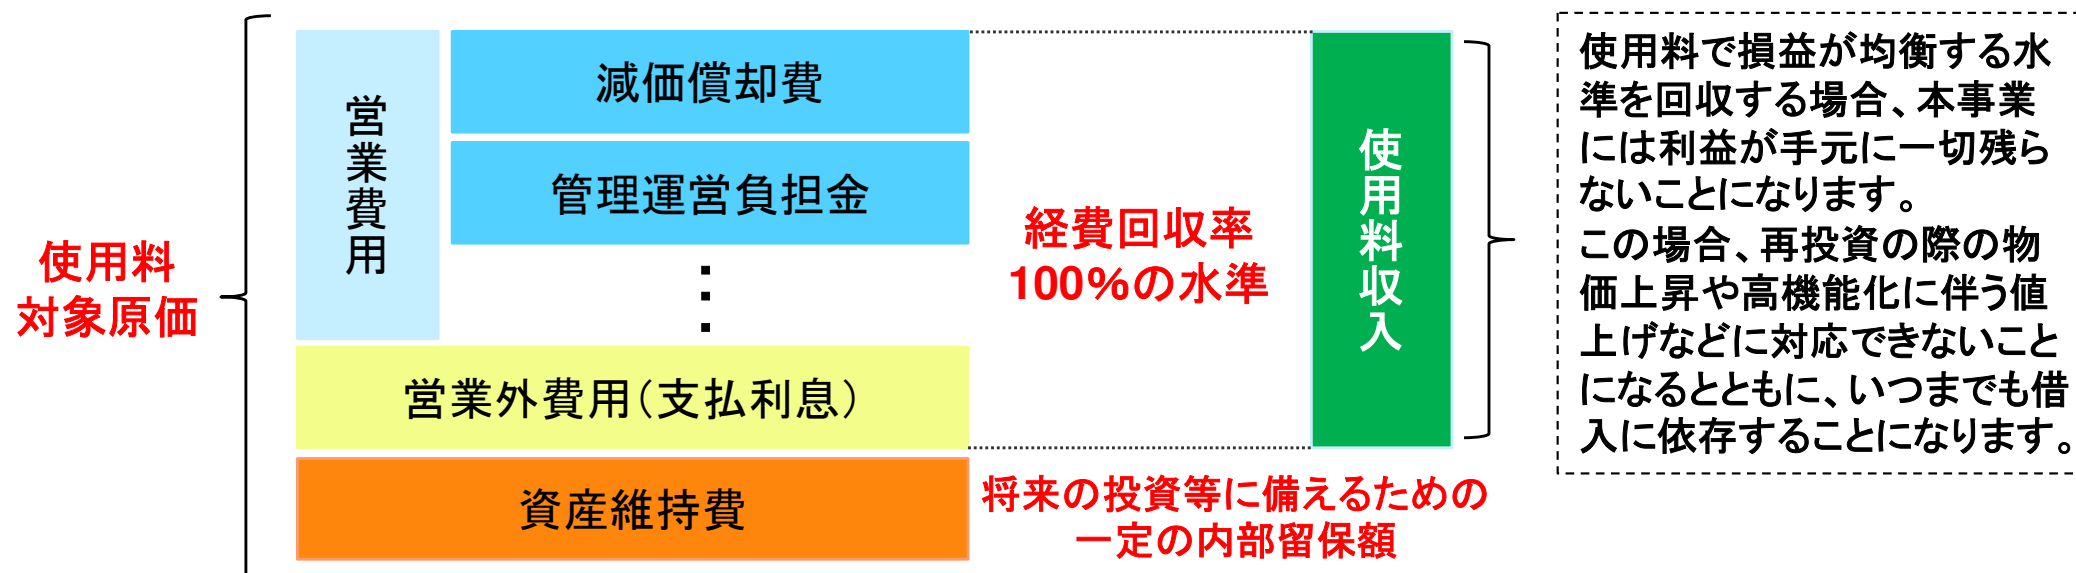 使用料
対象原価
営業費用
減価償却費
管理運営負担金
⋮
営業外費用（支払利息）
資産維持費
経費回収率
100%の水準
将来の投資等に備えるための
一定の内部留保額
使用料収入
使用料で損益が均衡する水
準を回収する場合、本事業
には利益が手元に一切残ら
ないことになります。
この場合、再投資の際の物
価上昇や高機能化に伴う値
上げなどに対応できないこと
になるとともに、いつまでも借
入に依存することになります。